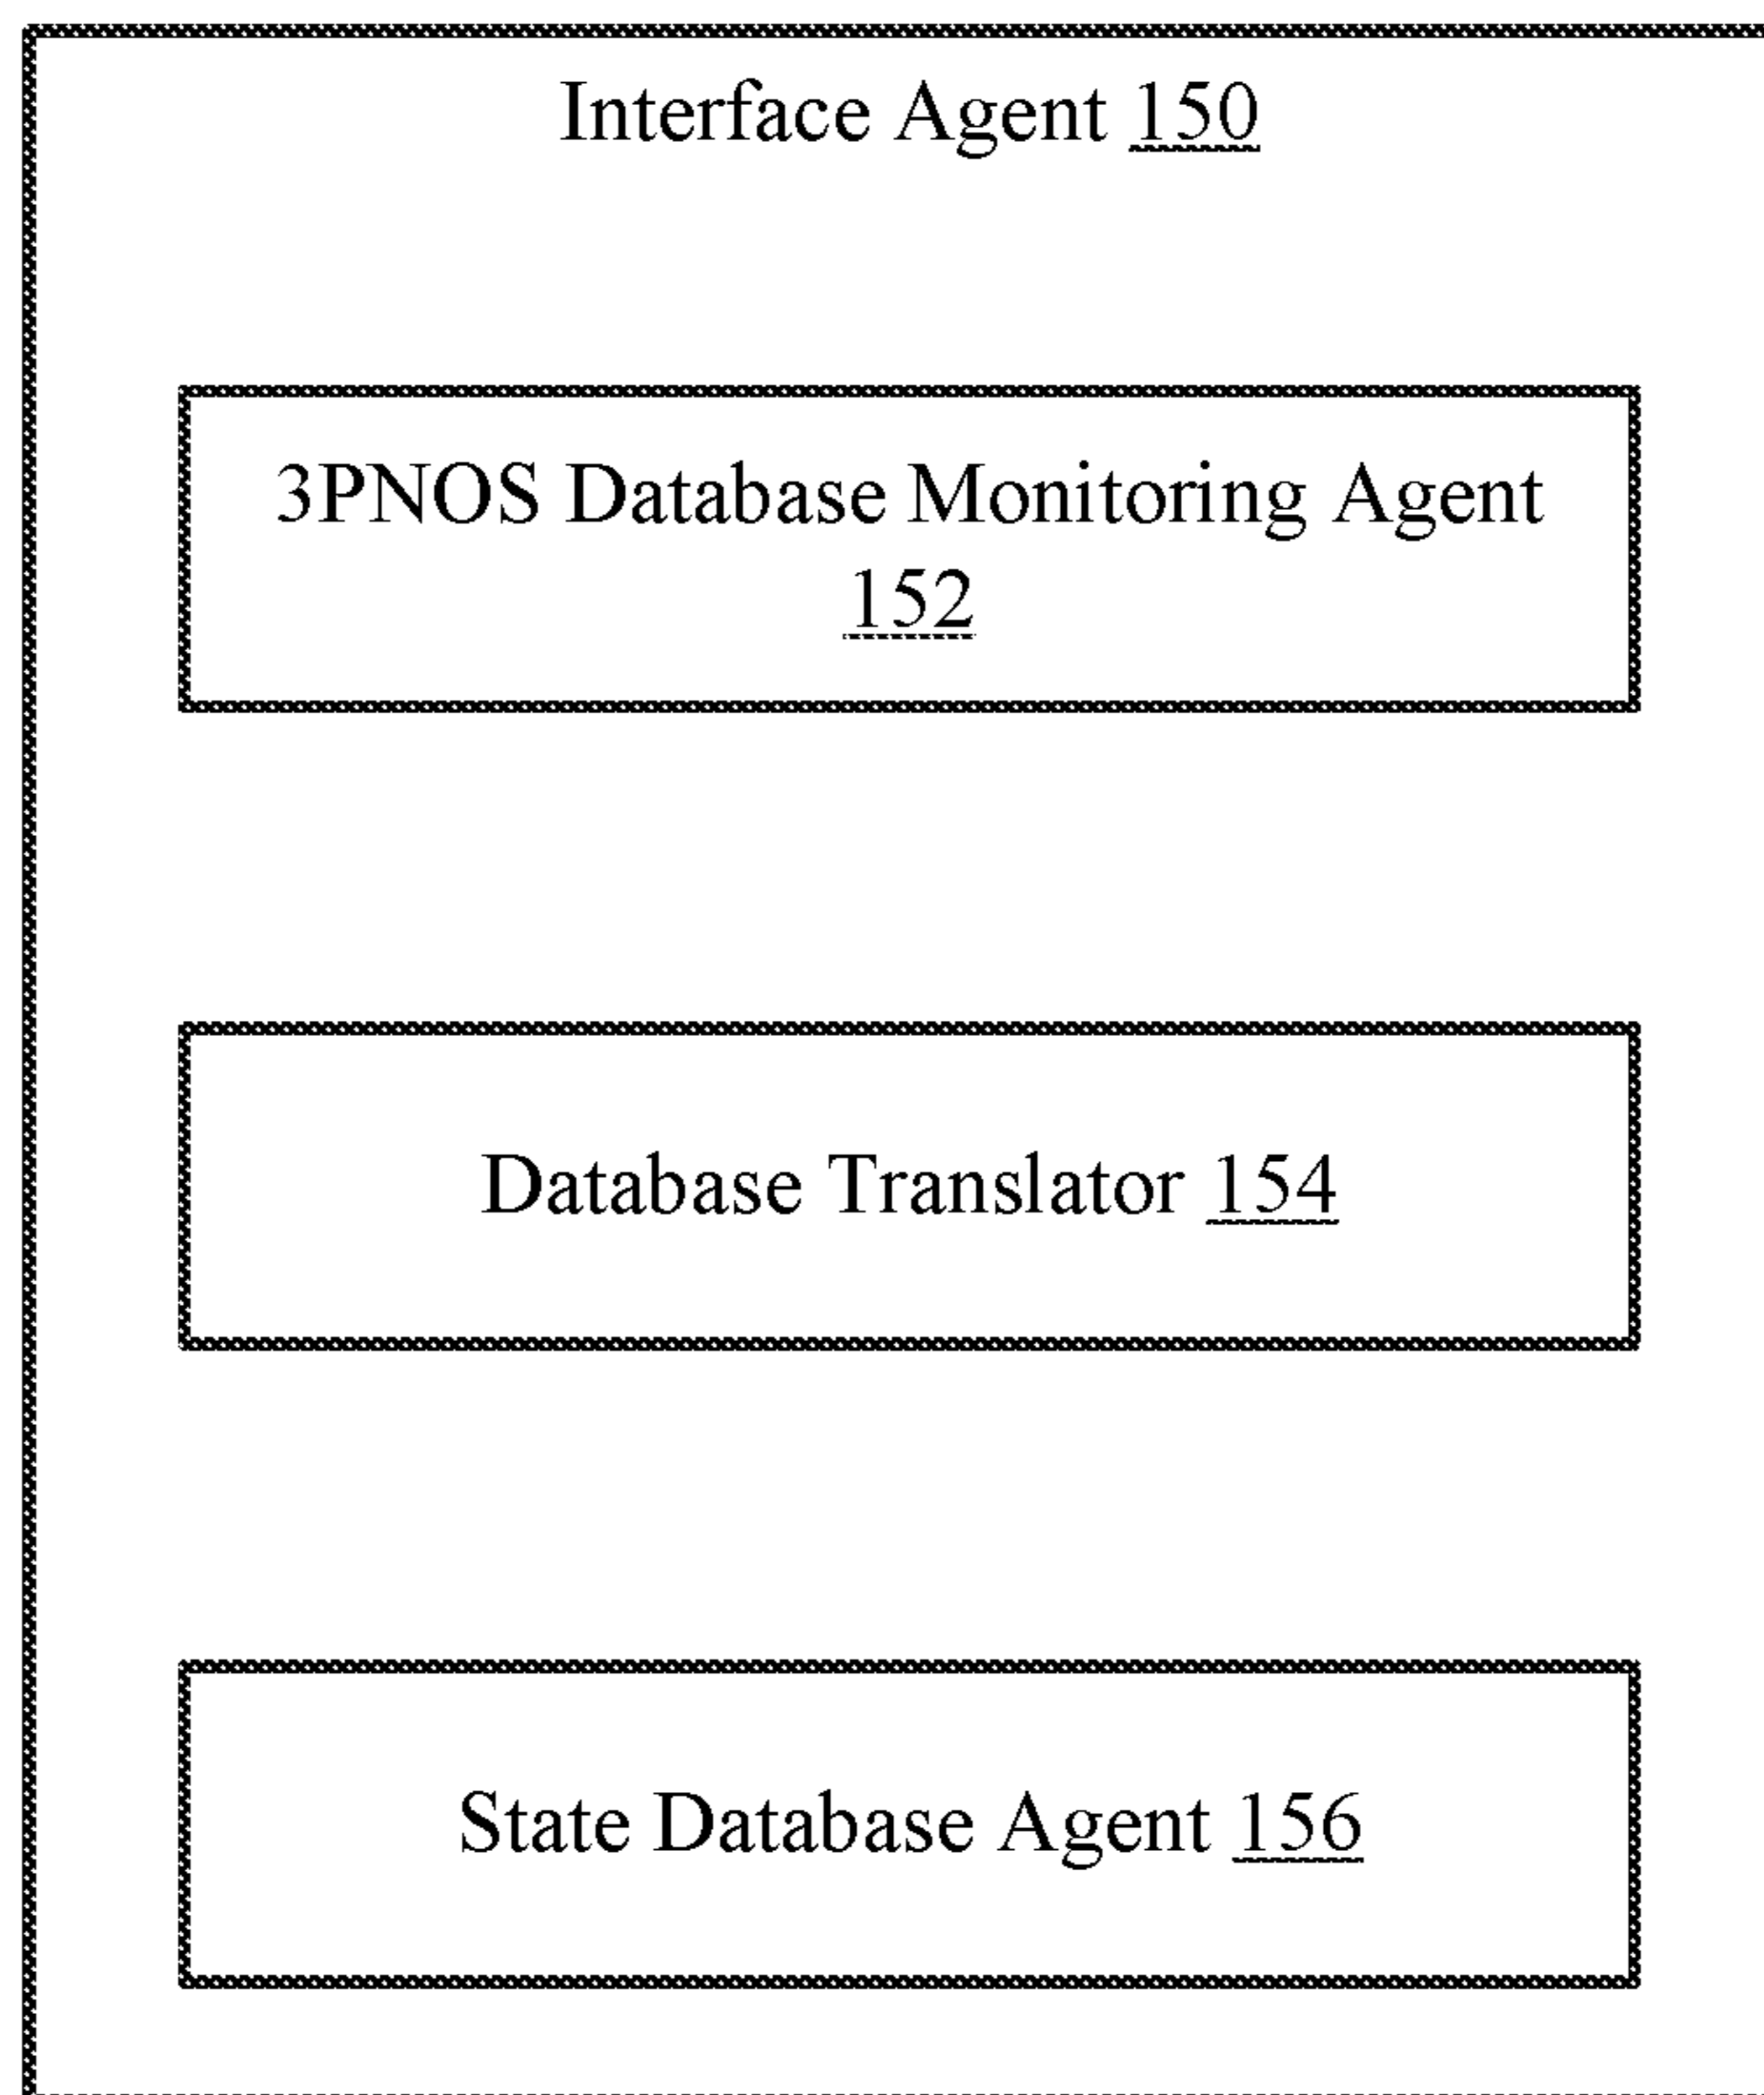 Interface Agent 150
3PNOS Database Monitoring Agent
152
Database Translator 154
State Database Agent 156